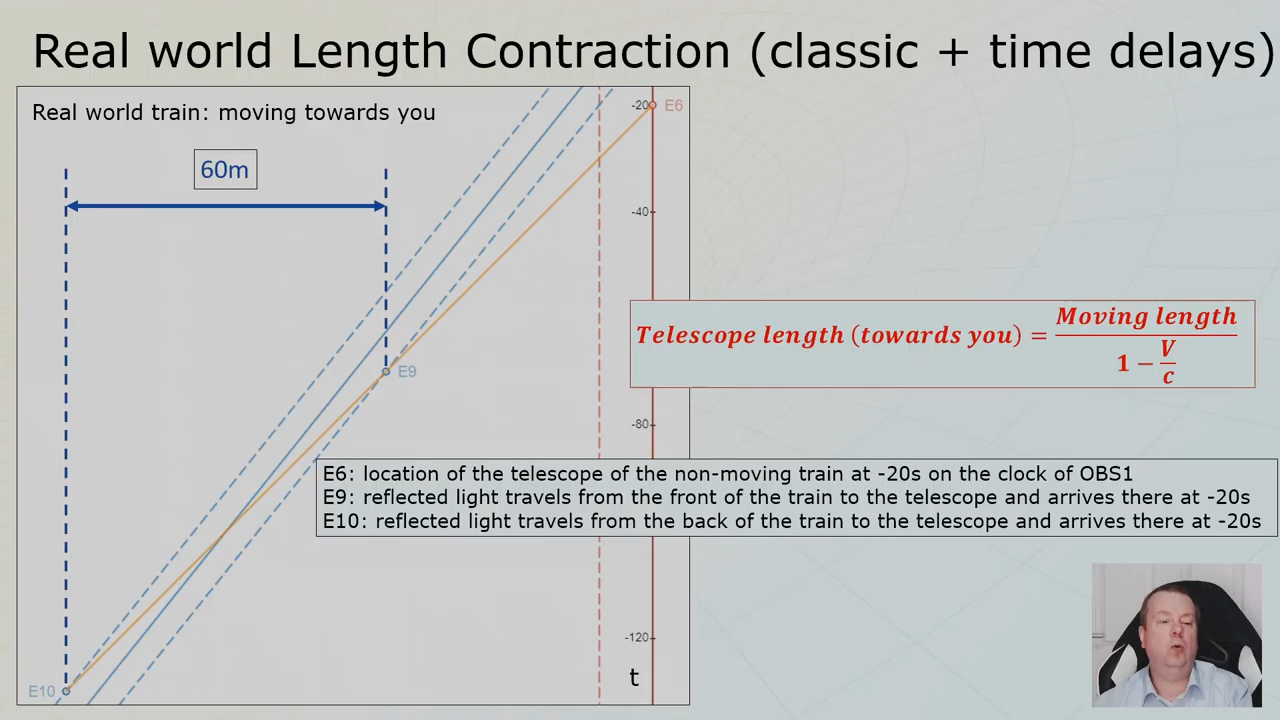 Real world Length Contraction (classic + time delays)
Real world train: moving towards you
60m
-20
E6
-40
E9
-80
-120
t
E10
Telescope length (towards you) = Moving length / 1 − V/c
E6: location of the telescope of the non-moving train at -20s on the clock of OBS1
E9: reflected light travels from the front of the train to the telescope and arrives there at -20s
E10: reflected light travels from the back of the train to the telescope and arrives there at -20s